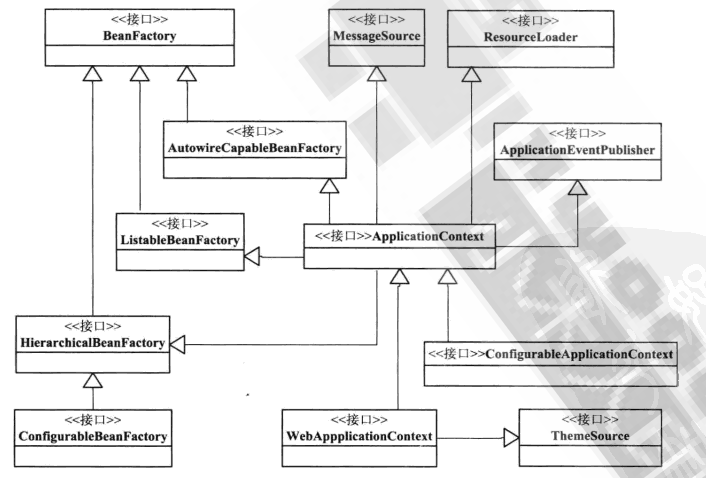 <<接口>>
BeanFactory
<<接口>>
MessageSource
<<接口>>
ResourceLoader
<<接口>>
AutowireCapableBeanFactory
<<接口>>
ApplicationEventPublisher
<<接口>>
ListableBeanFactory
<<接口>>ApplicationContext
<<接口>>
HierarchicalBeanFactory
<<接口>>ConfigurableApplicationContext
<<接口>>
ConfigurableBeanFactory
<<接口>>
WebAppplicationContext
<<接口>>
ThemeSource